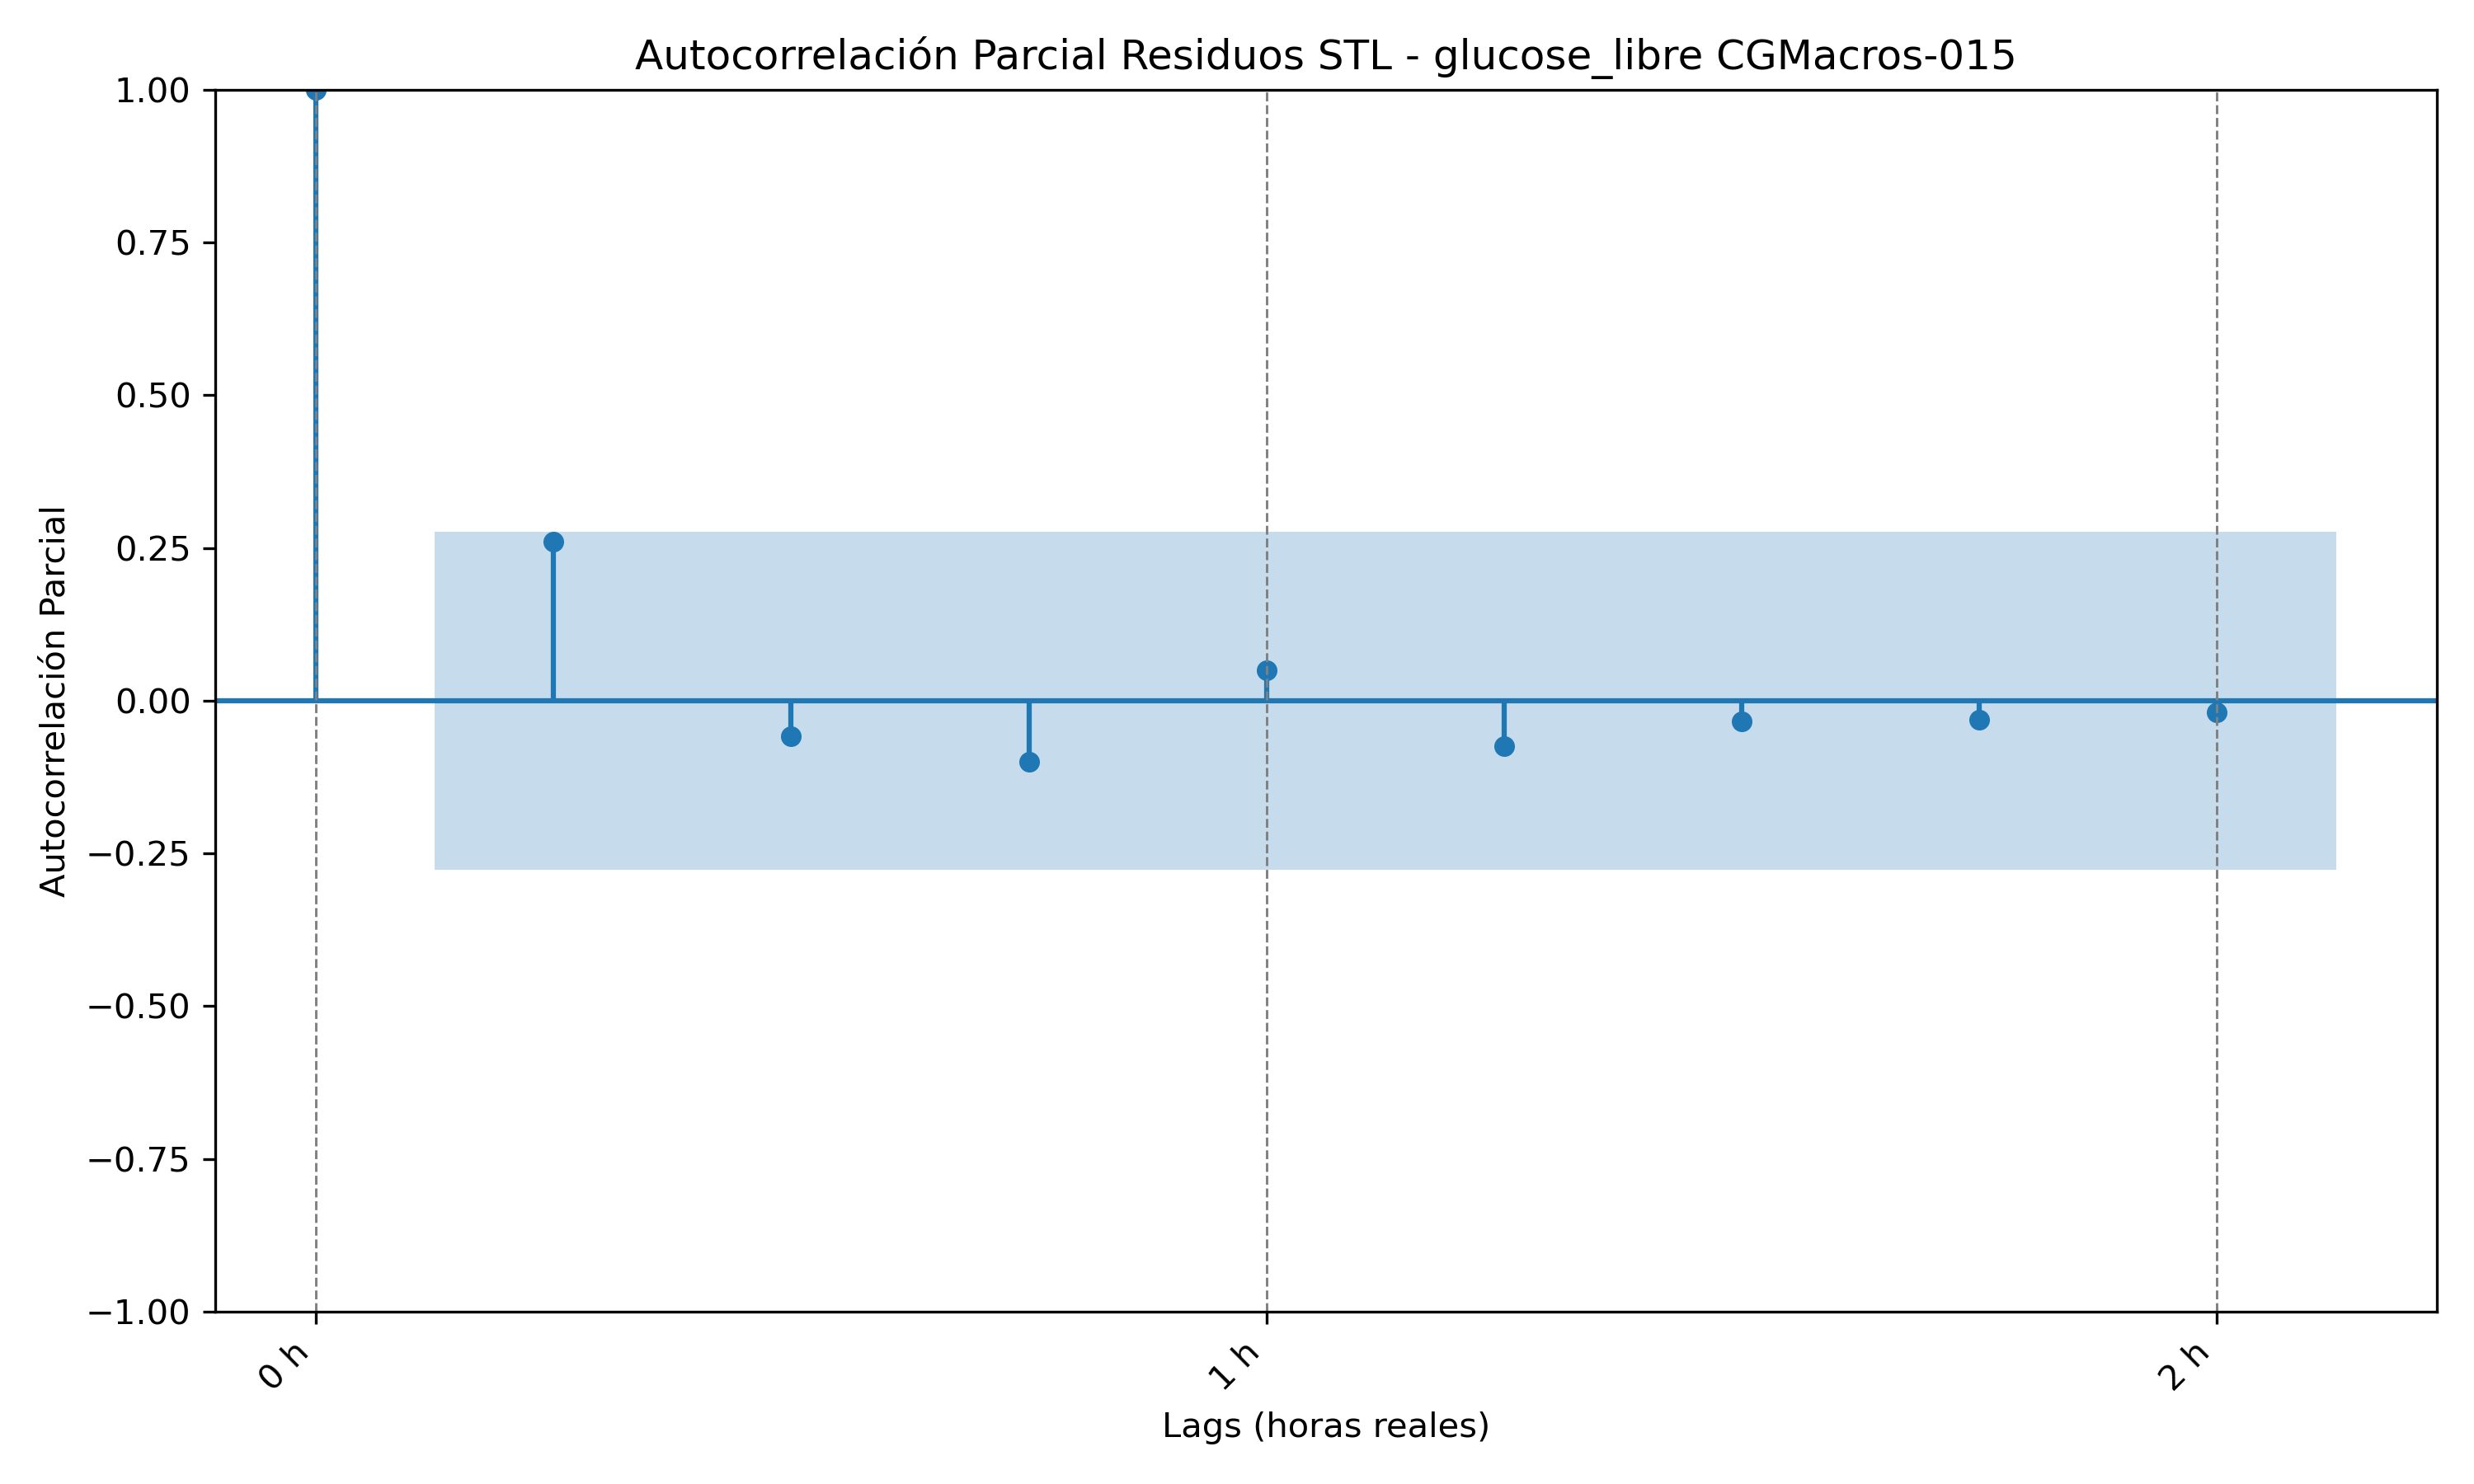 Autocorrelación Parcial Residuos STL - glucose_libre CGMacros-015
Autocorrelación Parcial
1.00
0.75
0.50
0.25
0.00
−0.25
−0.50
−0.75
−1.00
0 h
1 h
2 h
Lags (horas reales)